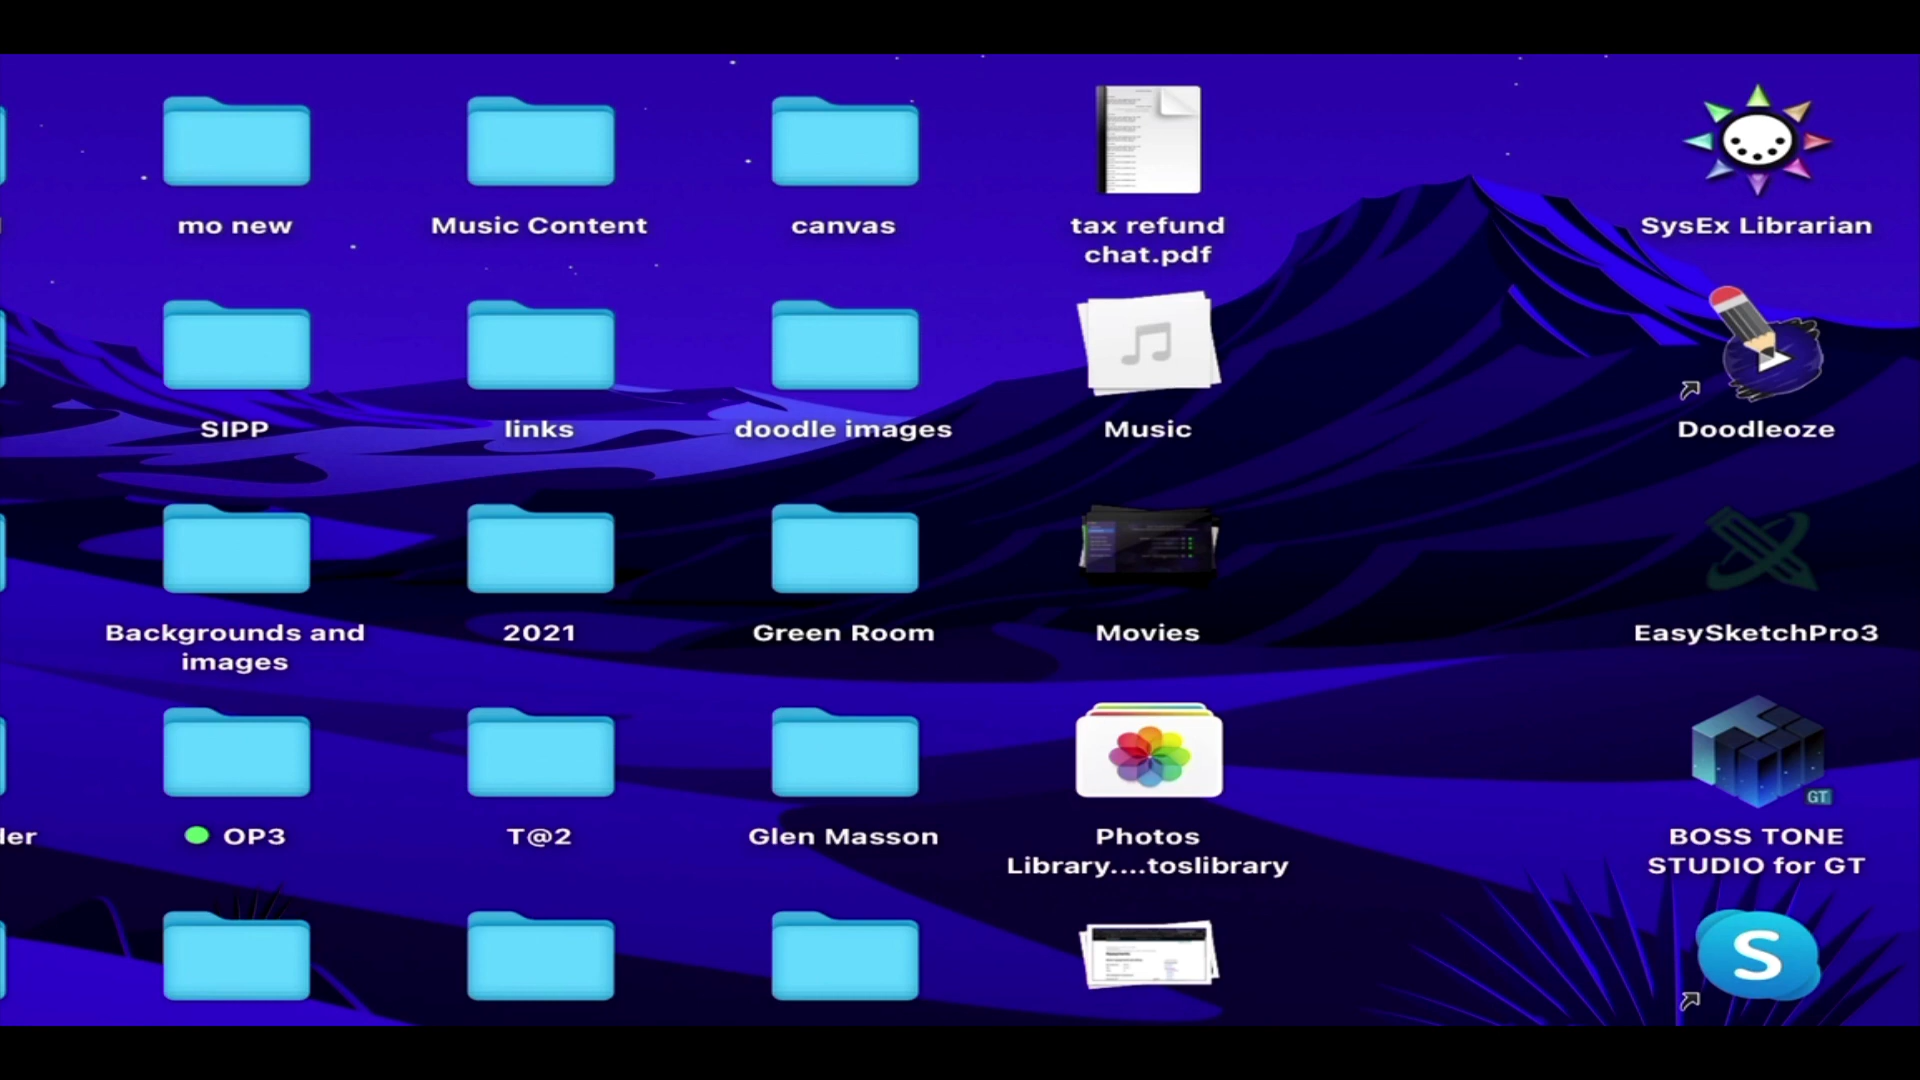 mo new
Music Content
canvas
tax refund
chat.pdf
SysEx Librarian
SIPP
links
doodle images
Music
Doodleoze
Backgrounds and
images
2021
Green Room
Movies
EasySketchPro3
ler
OP3
T@2
Glen Masson
Photos
Library....toslibrary
GT
BOSS TONE
STUDIO for GT
S